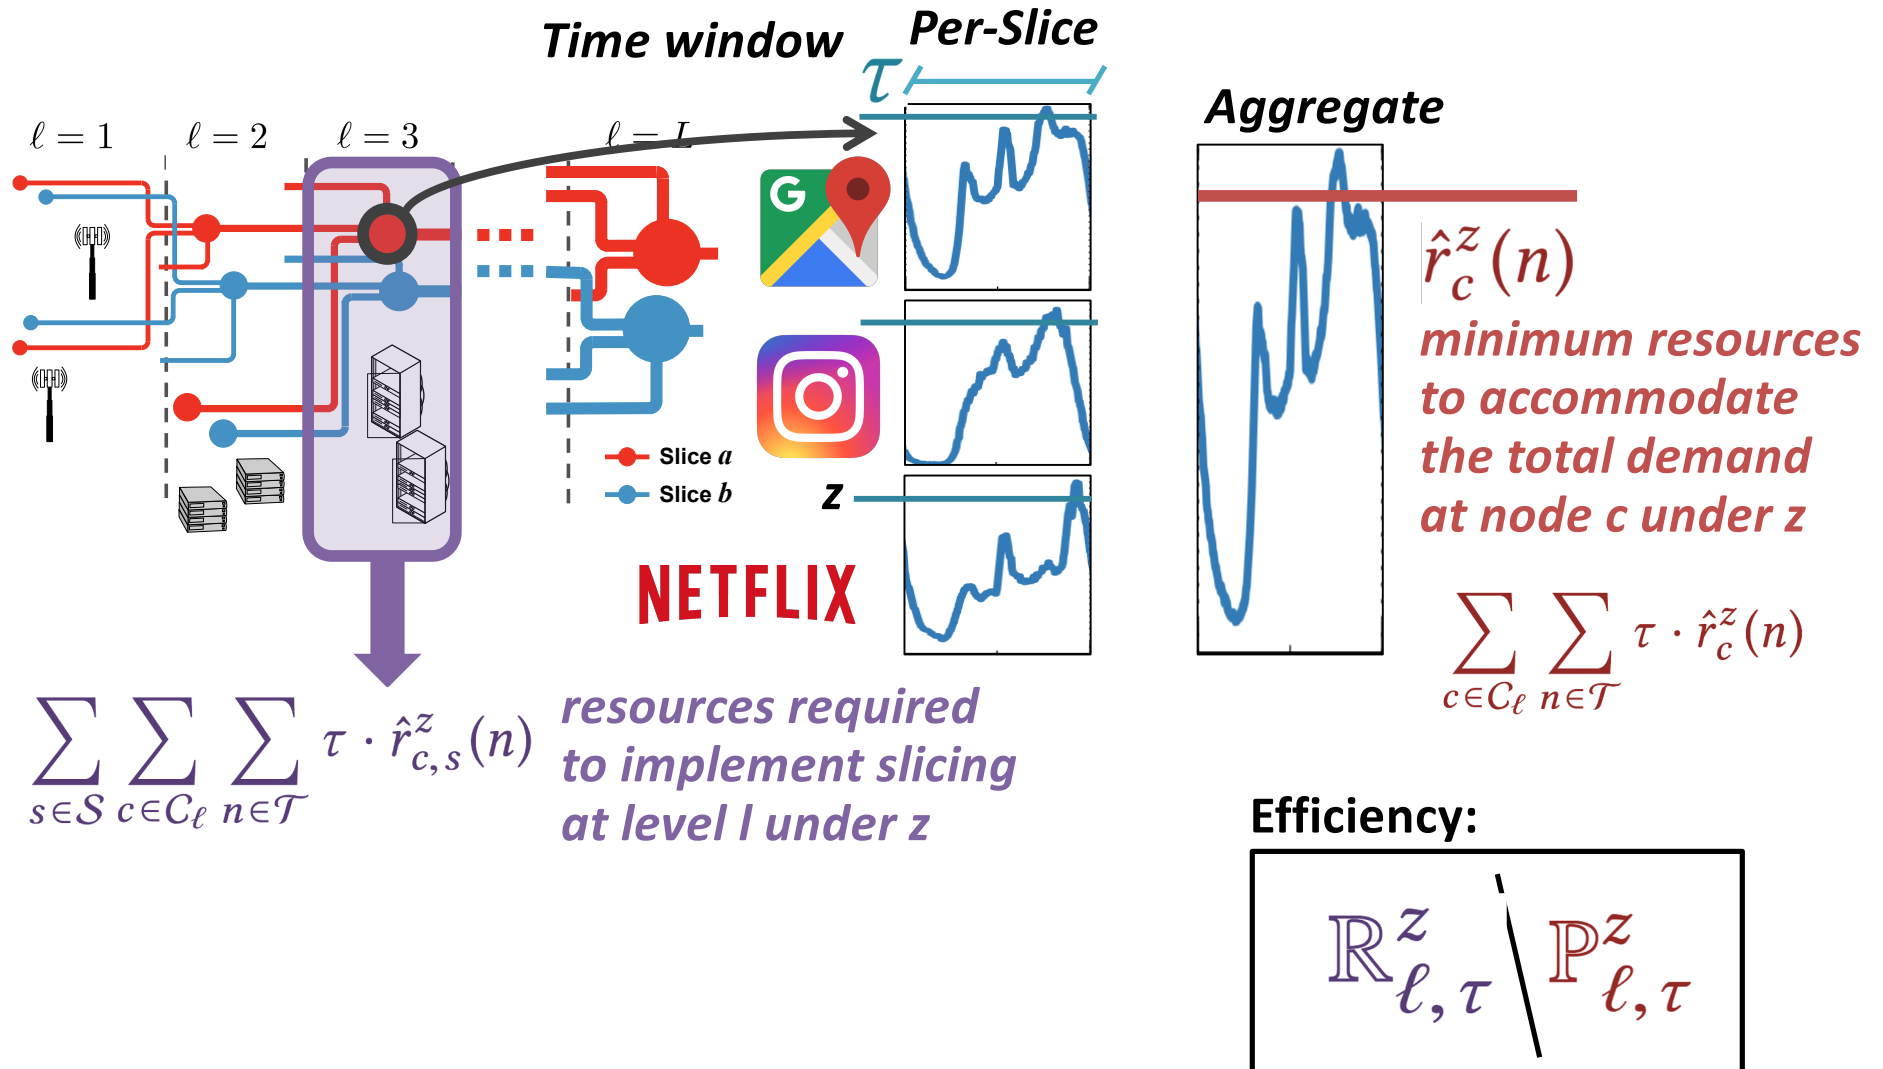 Time window
Per-Slice
τ
Aggregate
ℓ = 1
ℓ = 2
ℓ = 3
ℓ = L
G
r̂_c^z(n)
minimum resources
to accommodate
the total demand
at node c under z
Slice a
Slice b
z
NETFLIX
∑_{c∈𝒞_ℓ} ∑_{n∈𝒯} τ · r̂_c^z(n)
∑_{s∈𝒮} ∑_{c∈𝒞_ℓ} ∑_{n∈𝒯} τ · r̂_{c,s}^z(n)
resources required
to implement slicing
at level l under z
Efficiency:
ℝ_{ℓ,τ}^z \ ℙ_{ℓ,τ}^z